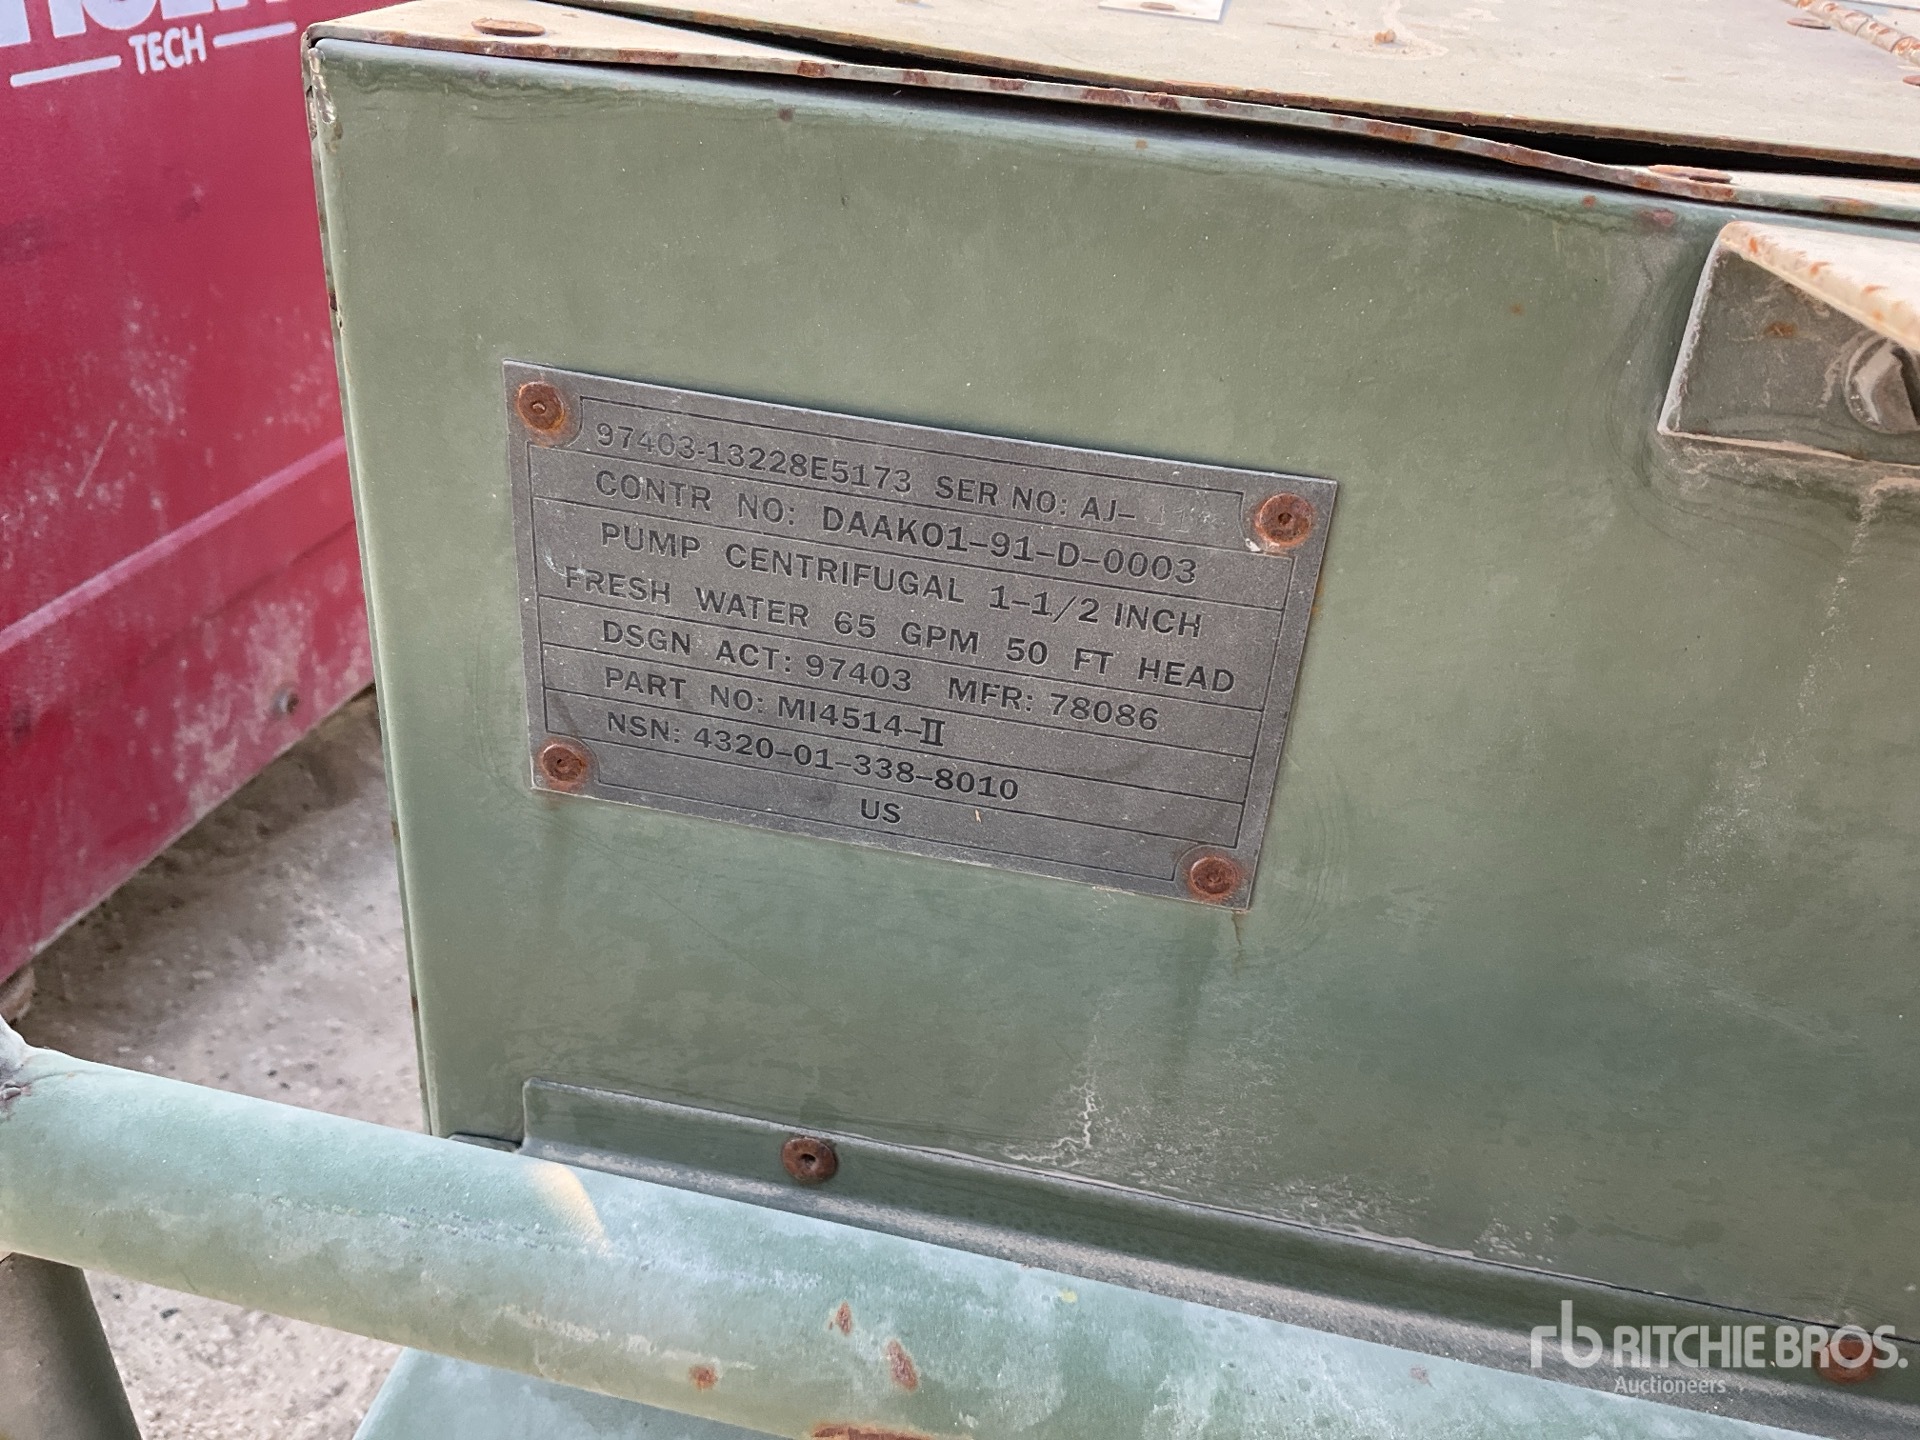 TECH
97403-13228E5173 SER NO: AJ-
CONTR NO: DAAK01-91-D-0003
PUMP CENTRIFUGAL 1-1/2 INCH
FRESH WATER 65 GPM 50 FT HEAD
DSGN ACT: 97403 MFR: 78086
PART NO: MI4514-II
NSN: 4320-01-338-8010
US
rb RITCHIE BROS.
Auctioneers